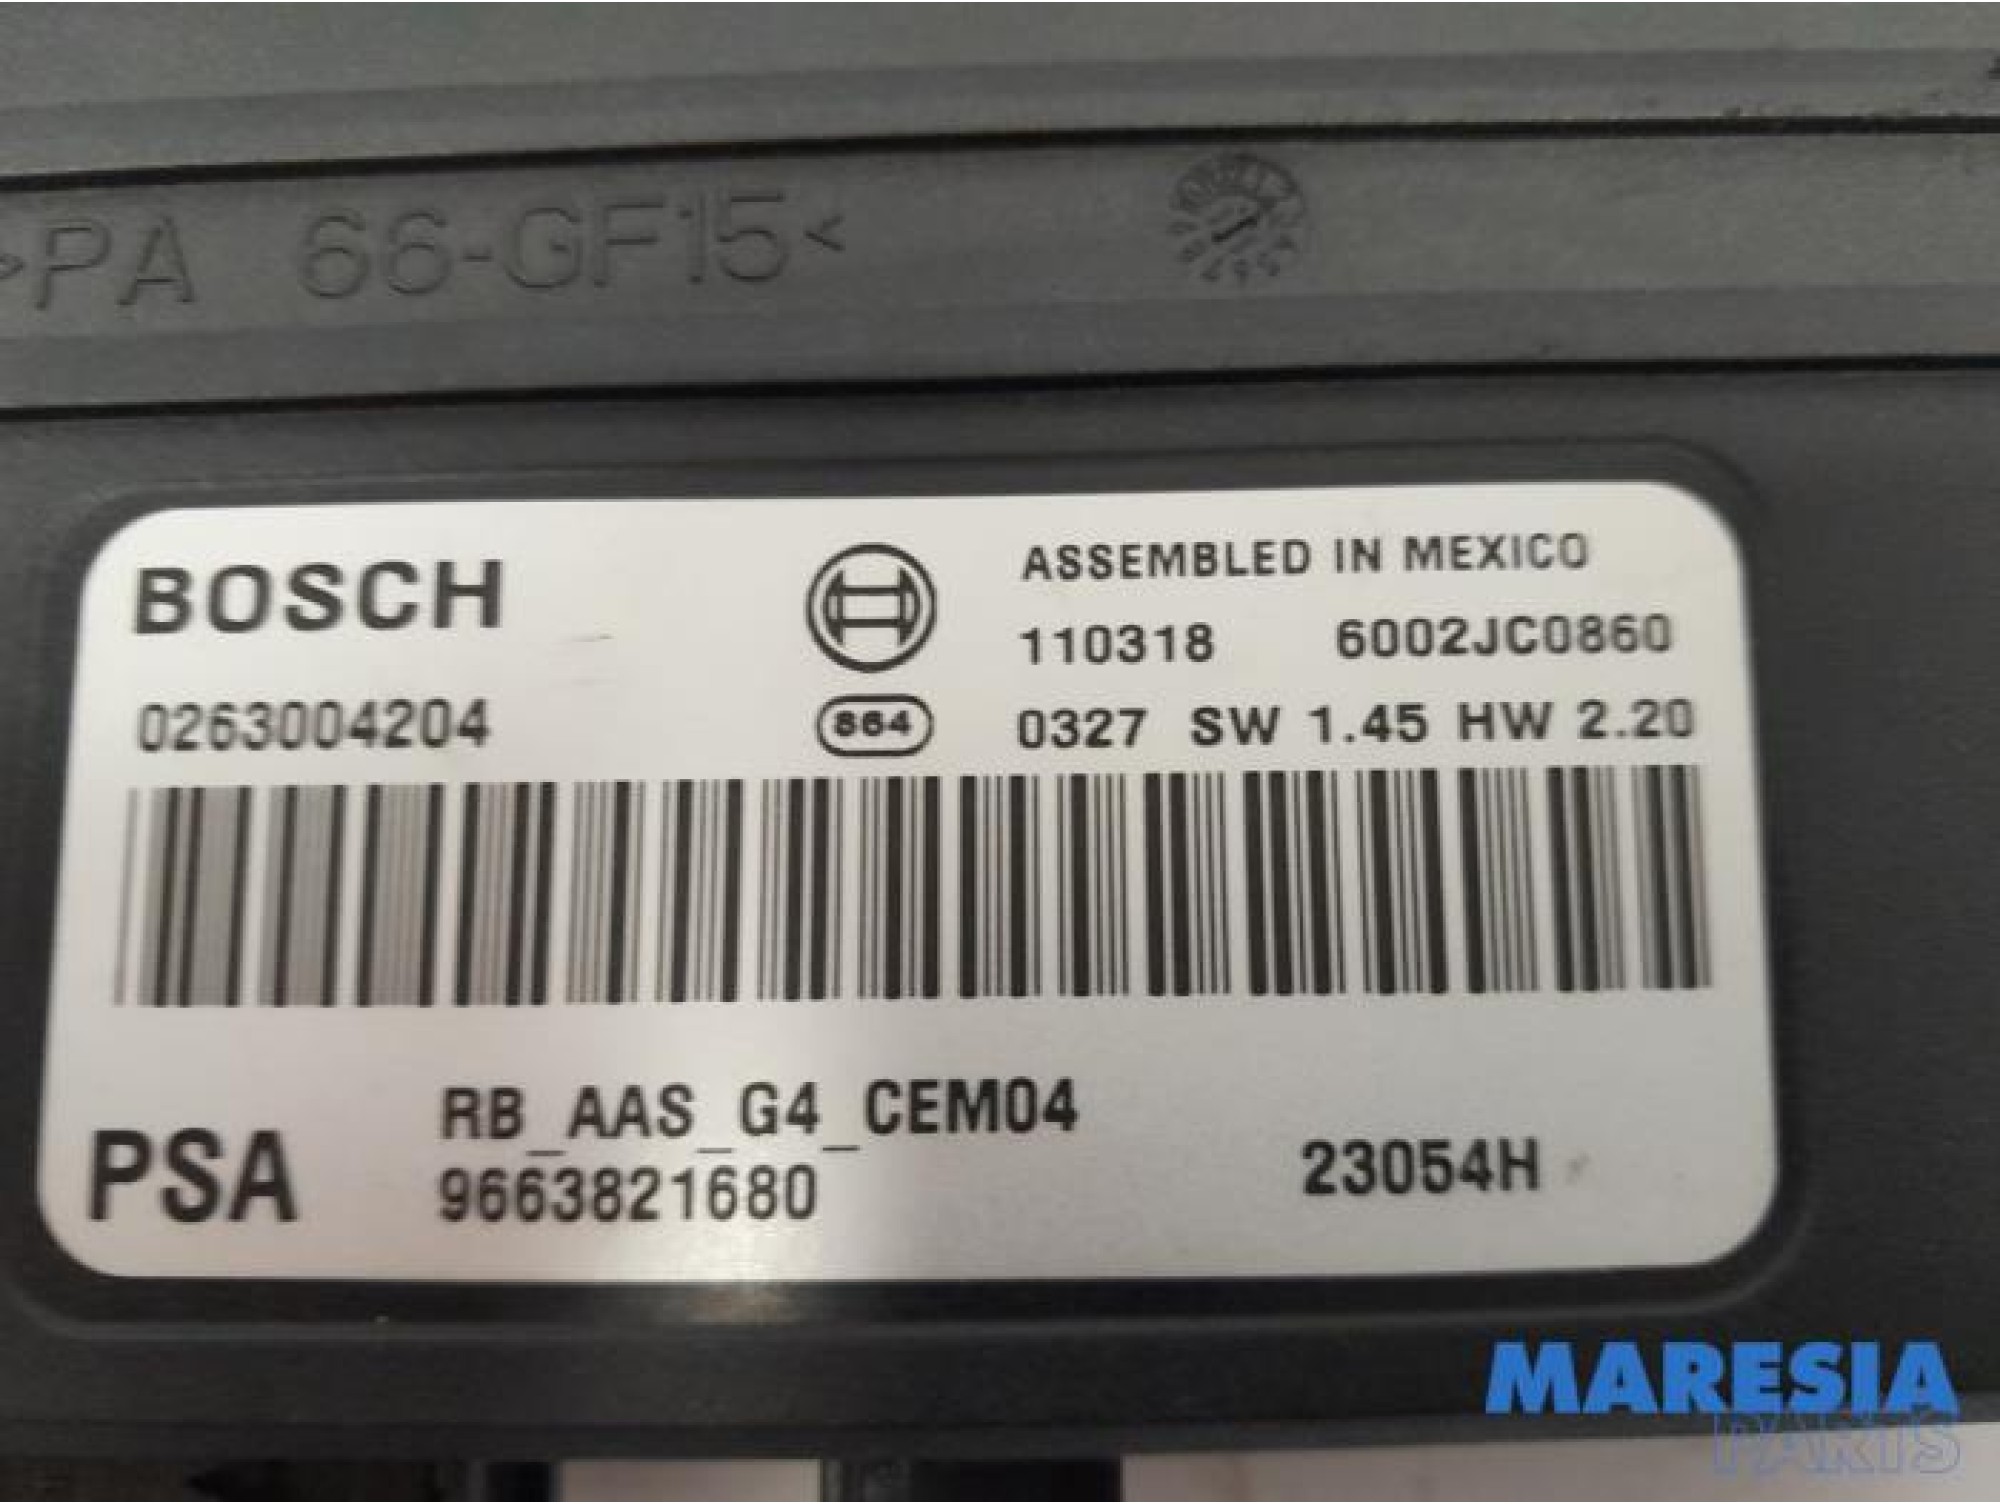 >PA 66-GF15<
BOSCH
ASSEMBLED IN MEXICO
110318 6002JC0860
0263004204
864
0327 SW 1.45 HW 2.20
RB_AAS_G4_CEM04
PSA
9663821680
23054H
MARESIA
PARTS